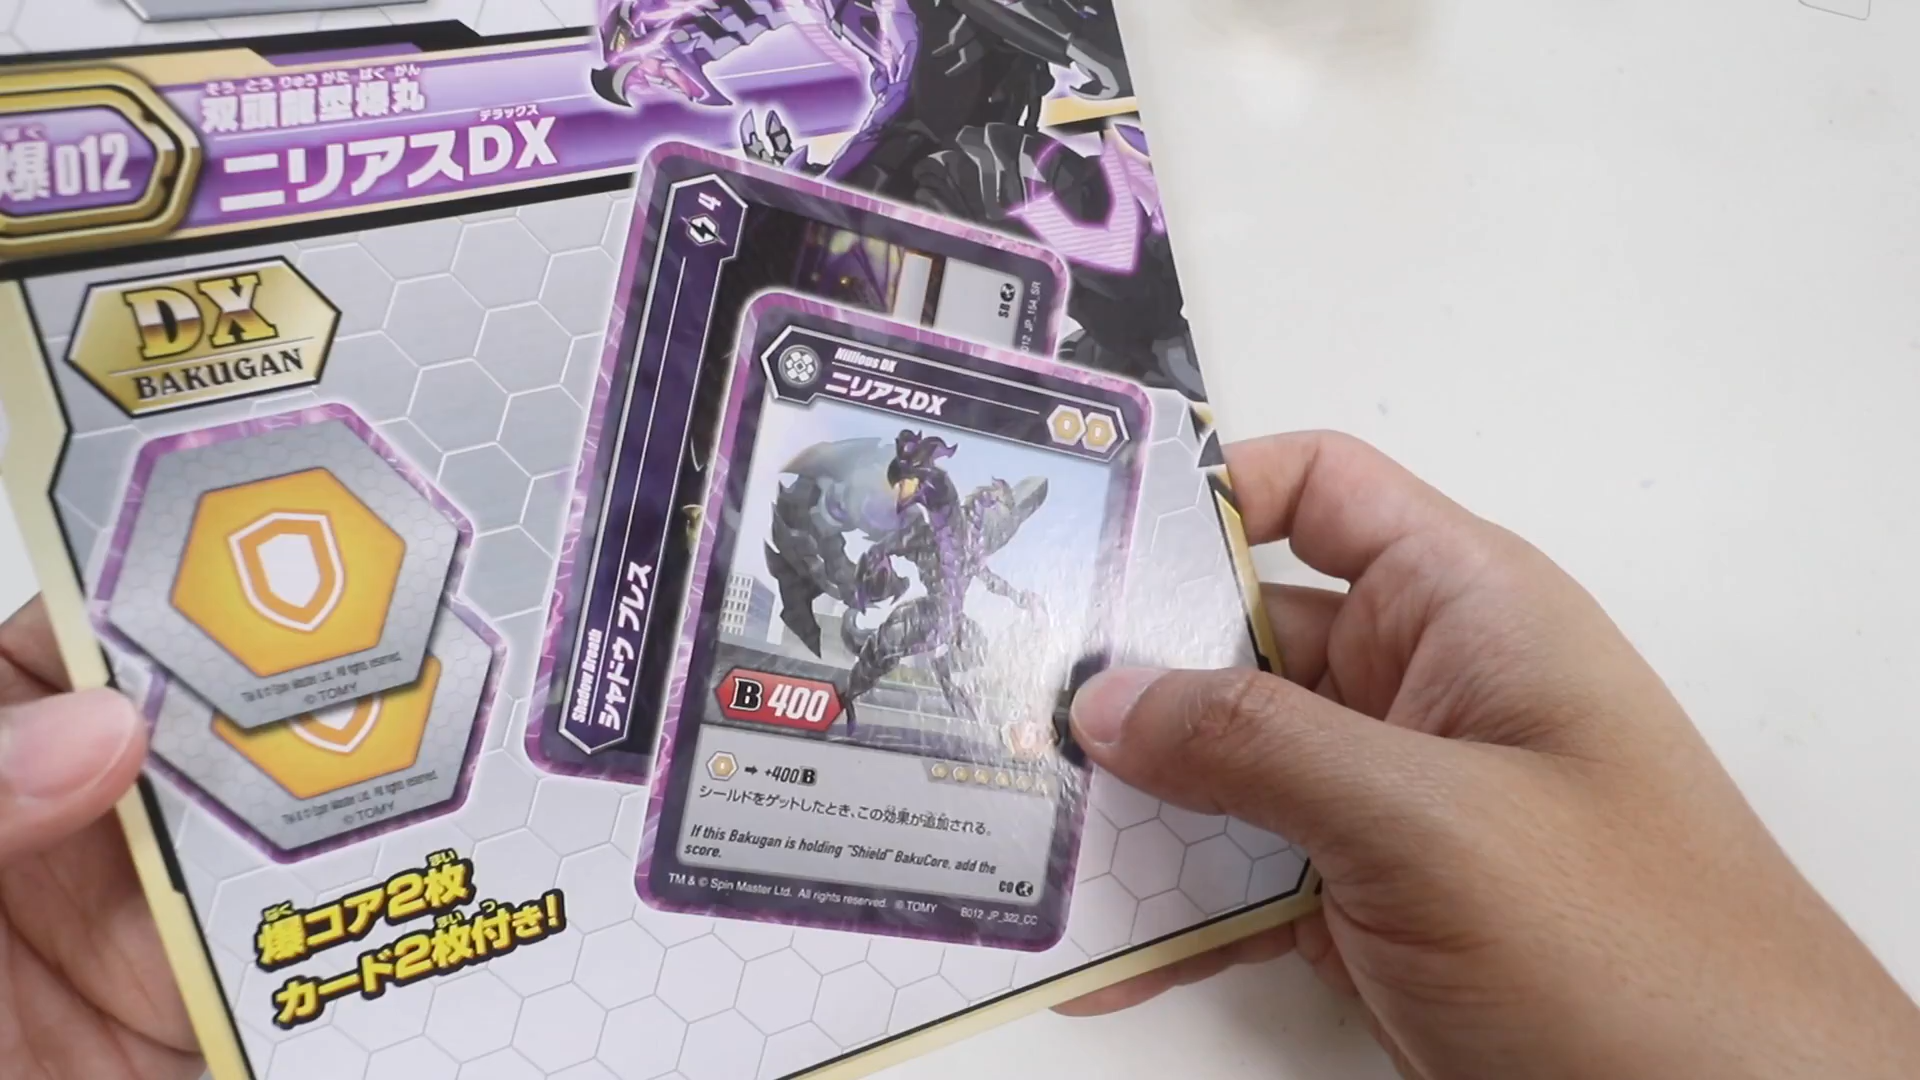 そうとうりゅうがたばくがん
双頭龍型爆丸
デラックス
爆012
ニリアスDX
DX
BAKUGAN
TM & © Spin Master Ltd. All rights reserved.
© TOMY
TM & © Spin Master Ltd. All rights reserved.
© TOMY
ばく まい
爆コア2枚
まい つ
カード2枚付き!
4
Shadow Breath
シャドウ ブレス
SB
012_JP_154_SR
Nillious DX
ニリアスDX
B 400
➡ +400B
シールドをゲットしたとき、この効果が追加される。
If this Bakugan is holding "Shield" BakuCore, add the
score.
CO
TM & © Spin Master Ltd. All rights reserved. © TOMY
B012_JP_322_CC